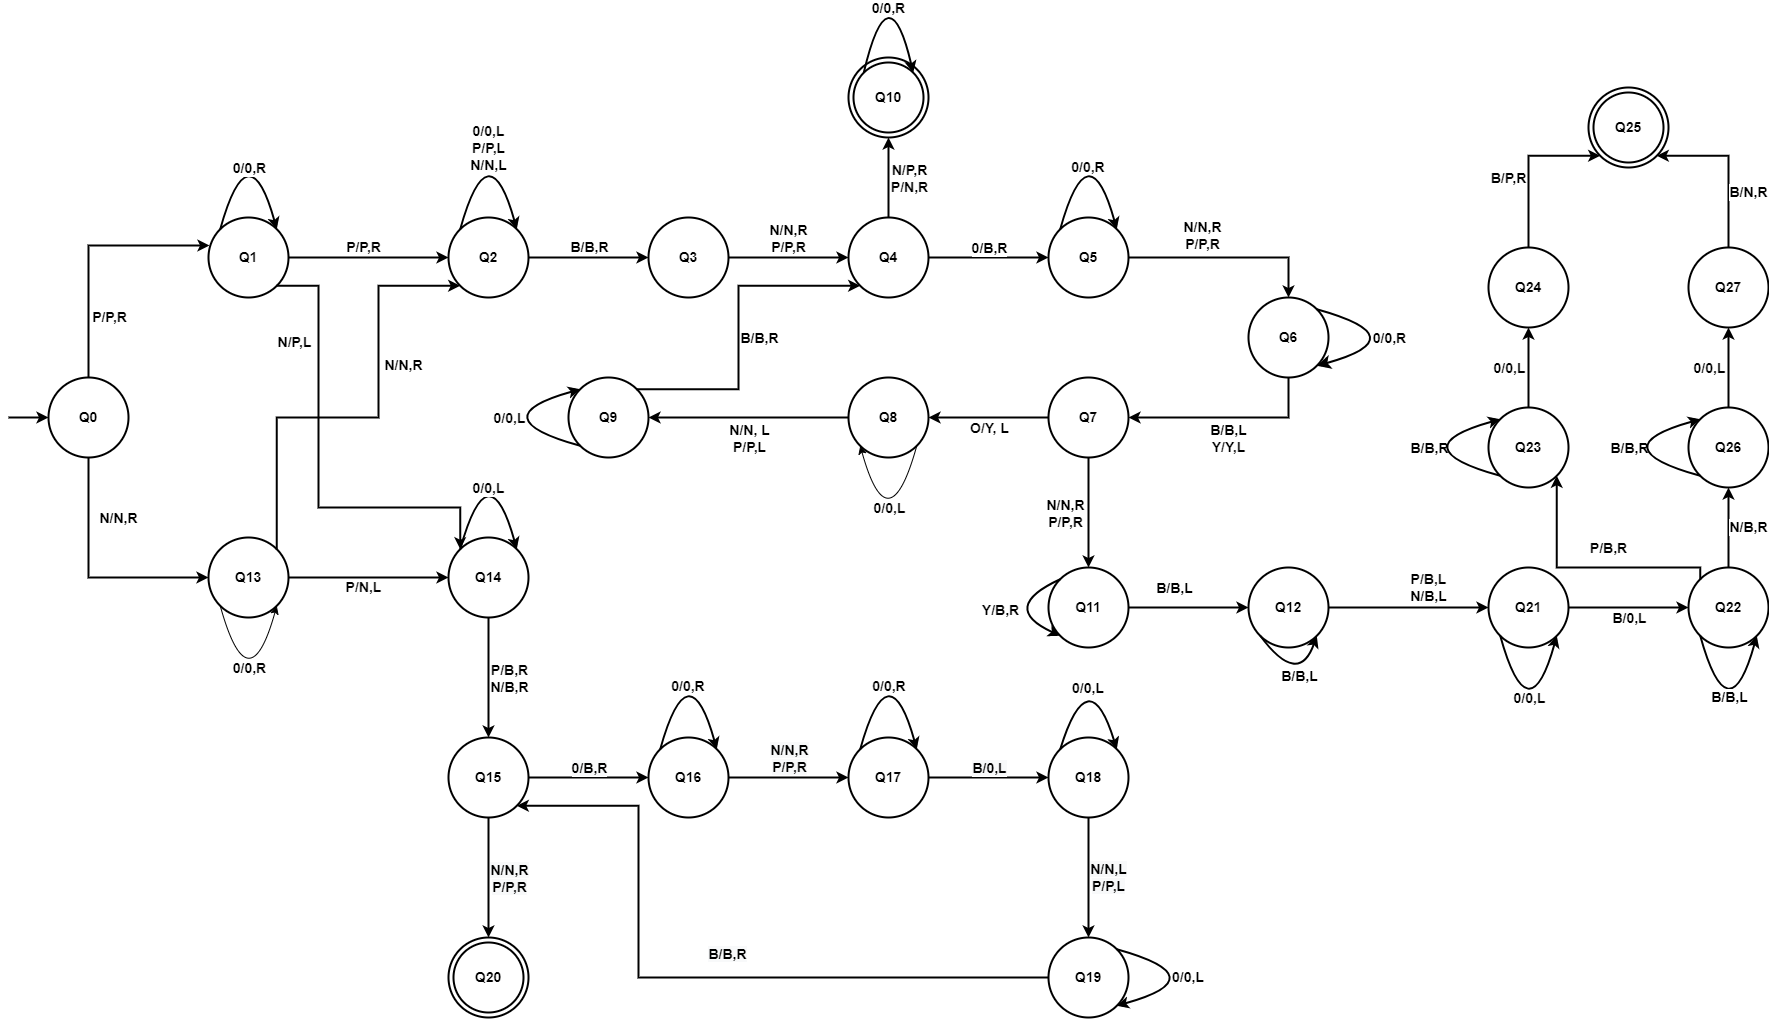 0/0,R
Q10
Q25
0/0,L
P/P,L
N/N,L
0/0,R
N/P,R
P/N,R
0/0,R
B/P,R
B/N,R
Q1
P/P,R
Q2
B/B,R
Q3
N/N,R
P/P,R
Q4
0/B,R
Q5
N/N,R
P/P,R
Q24
Q27
P/P,R
N/P,L
N/N,R
B/B,R
Q6
0/0,R
0/0,L
0/0,L
Q0
0/0,L
Q9
N/N, L
P/P,L
Q8
O/Y, L
Q7
B/B,L
Y/Y,L
B/B,R
Q23
B/B,R
Q26
0/0,L
0/0,L
N/N,R
N/N,R
P/P,R
P/B,R
N/B,R
Q13
P/N,L
Q14
0/0,R
Y/B,R
Q11
B/B,L
Q12
P/B,L
N/B,L
Q21
B/0,L
Q22
B/B,L
0/0,L
B/B,L
P/B,R
N/B,R
0/0,R
0/0,R
0/0,L
Q15
0/B,R
Q16
N/N,R
P/P,R
Q17
B/0,L
Q18
N/N,R
P/P,R
N/N,L
P/P,L
B/B,R
Q20
Q19
0/0,L